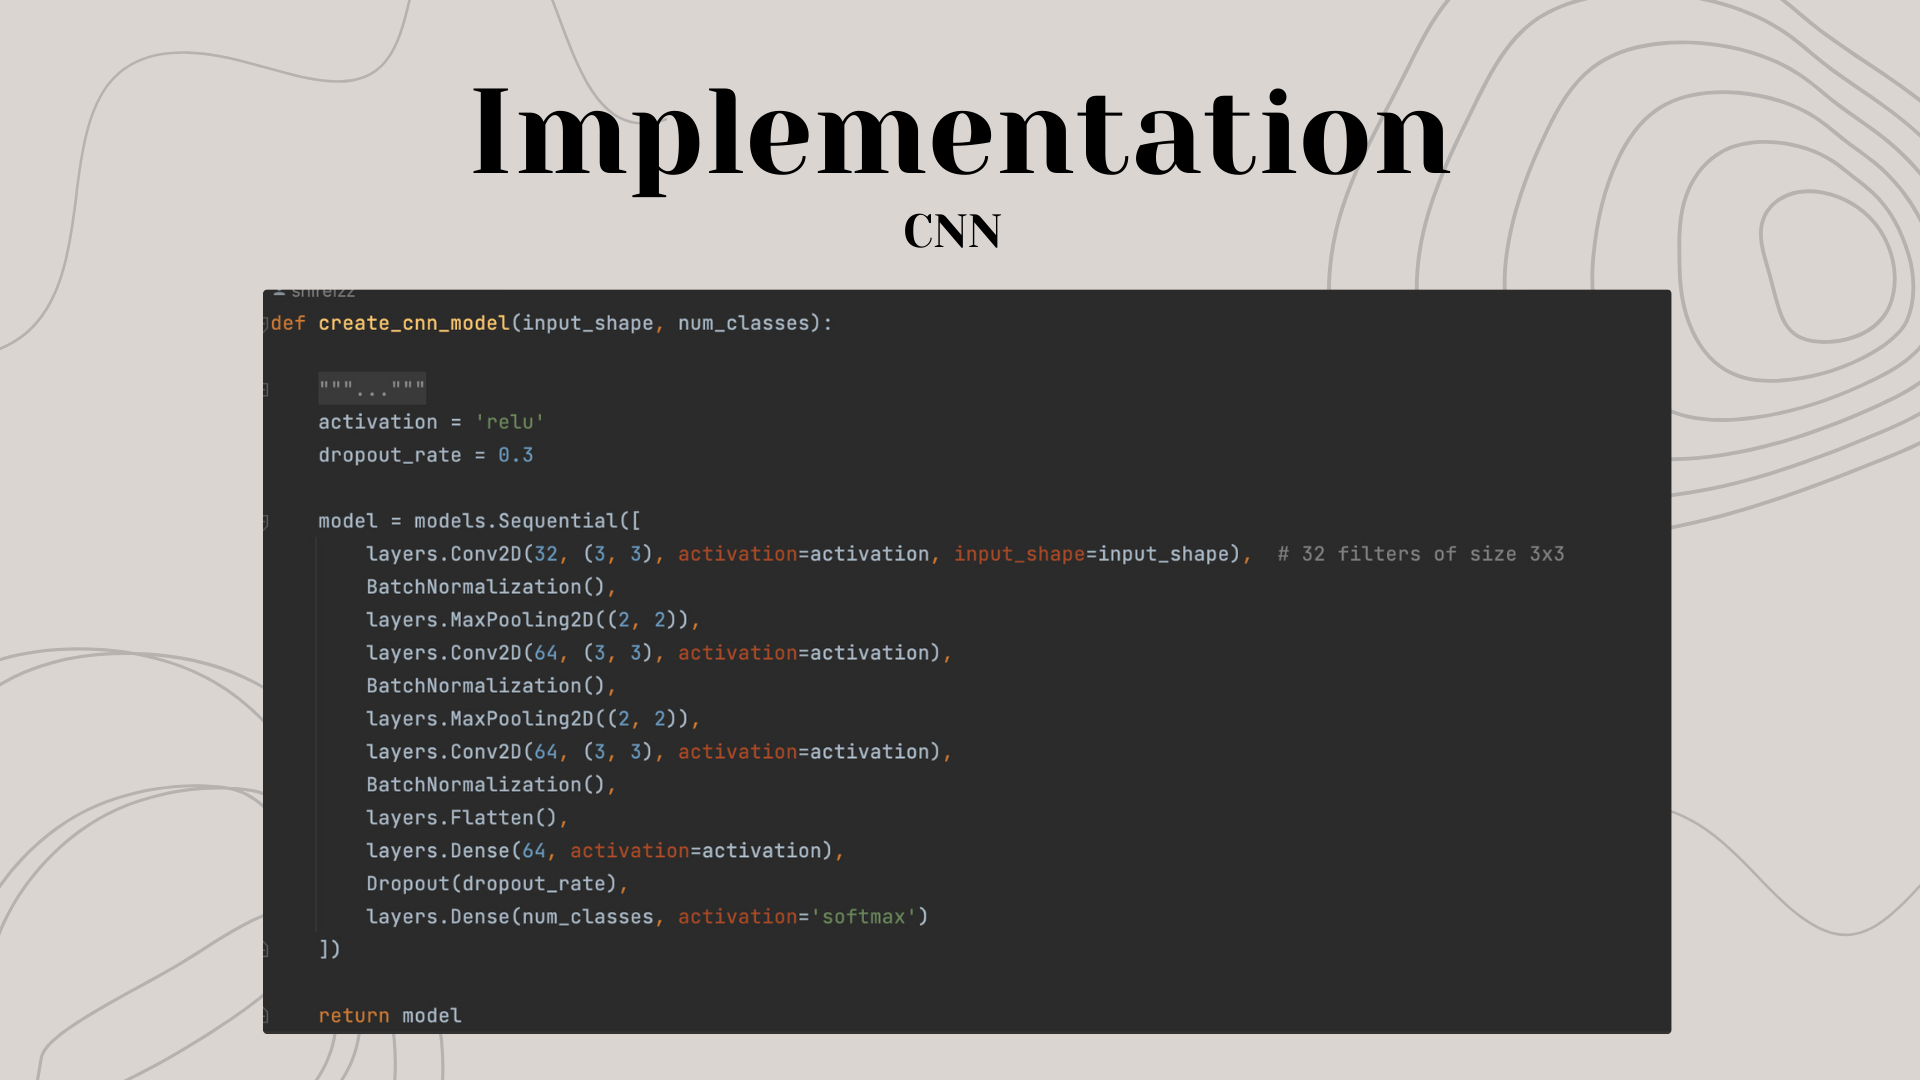 Implementation
CNN
def create_cnn_model(input_shape, num_classes):
"""..."""
activation = 'relu'
dropout_rate = 0.3
model = models.Sequential([
layers.Conv2D(32, (3, 3), activation=activation, input_shape=input_shape),  # 32 filters of size 3x3
BatchNormalization(),
layers.MaxPooling2D((2, 2)),
layers.Conv2D(64, (3, 3), activation=activation),
BatchNormalization(),
layers.MaxPooling2D((2, 2)),
layers.Conv2D(64, (3, 3), activation=activation),
BatchNormalization(),
layers.Flatten(),
layers.Dense(64, activation=activation),
Dropout(dropout_rate),
layers.Dense(num_classes, activation='softmax')
])
return model